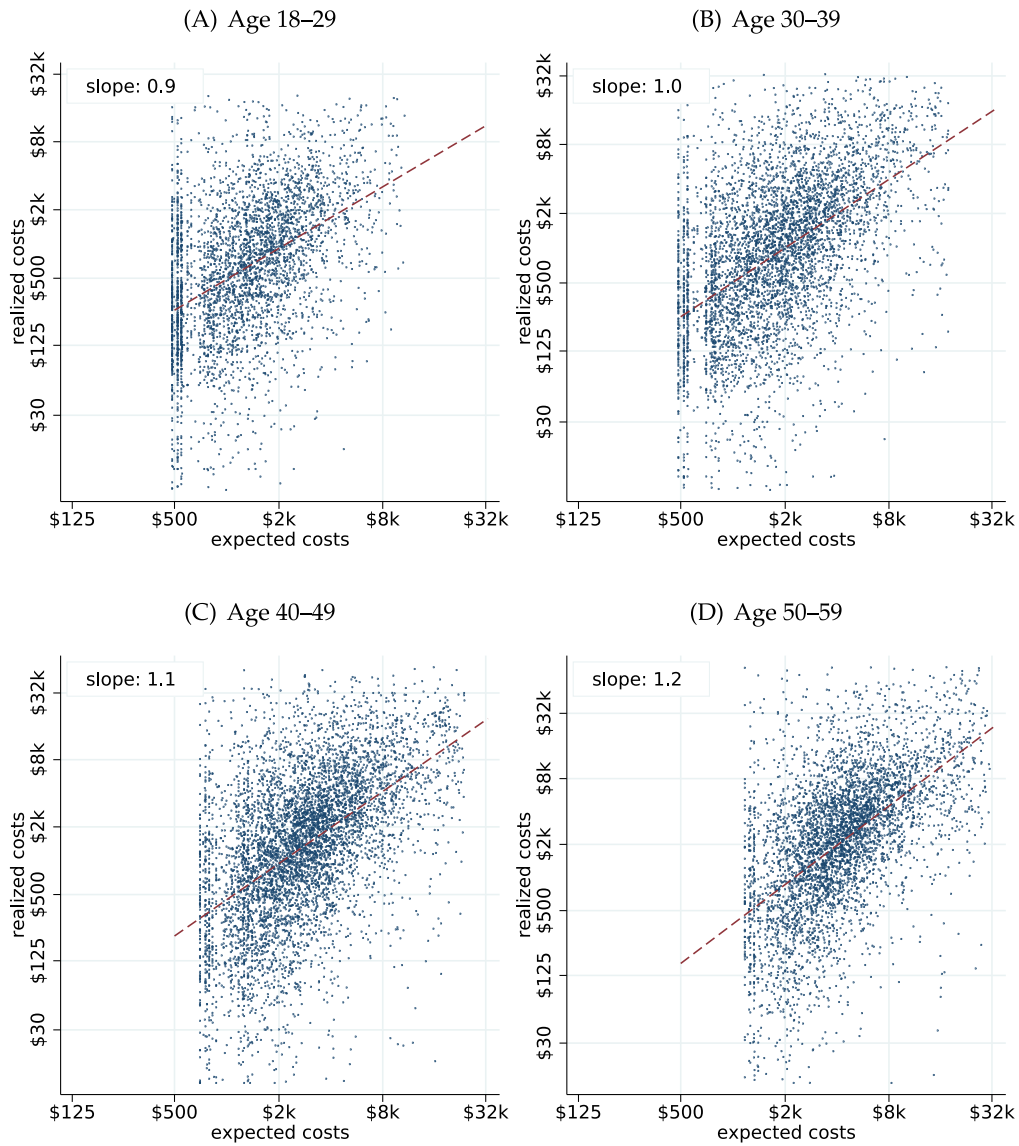 (A) Age 18–29
slope: 0.9
realized costs
$32k
$8k
$2k
$500
$125
$30
$125 $500 $2k $8k $32k
expected costs
(B) Age 30–39
slope: 1.0
realized costs
$32k
$8k
$2k
$500
$125
$30
$125 $500 $2k $8k $32k
expected costs
(C) Age 40–49
slope: 1.1
realized costs
$32k
$8k
$2k
$500
$125
$30
$125 $500 $2k $8k $32k
expected costs
(D) Age 50–59
slope: 1.2
realized costs
$32k
$8k
$2k
$500
$125
$30
$125 $500 $2k $8k $32k
expected costs